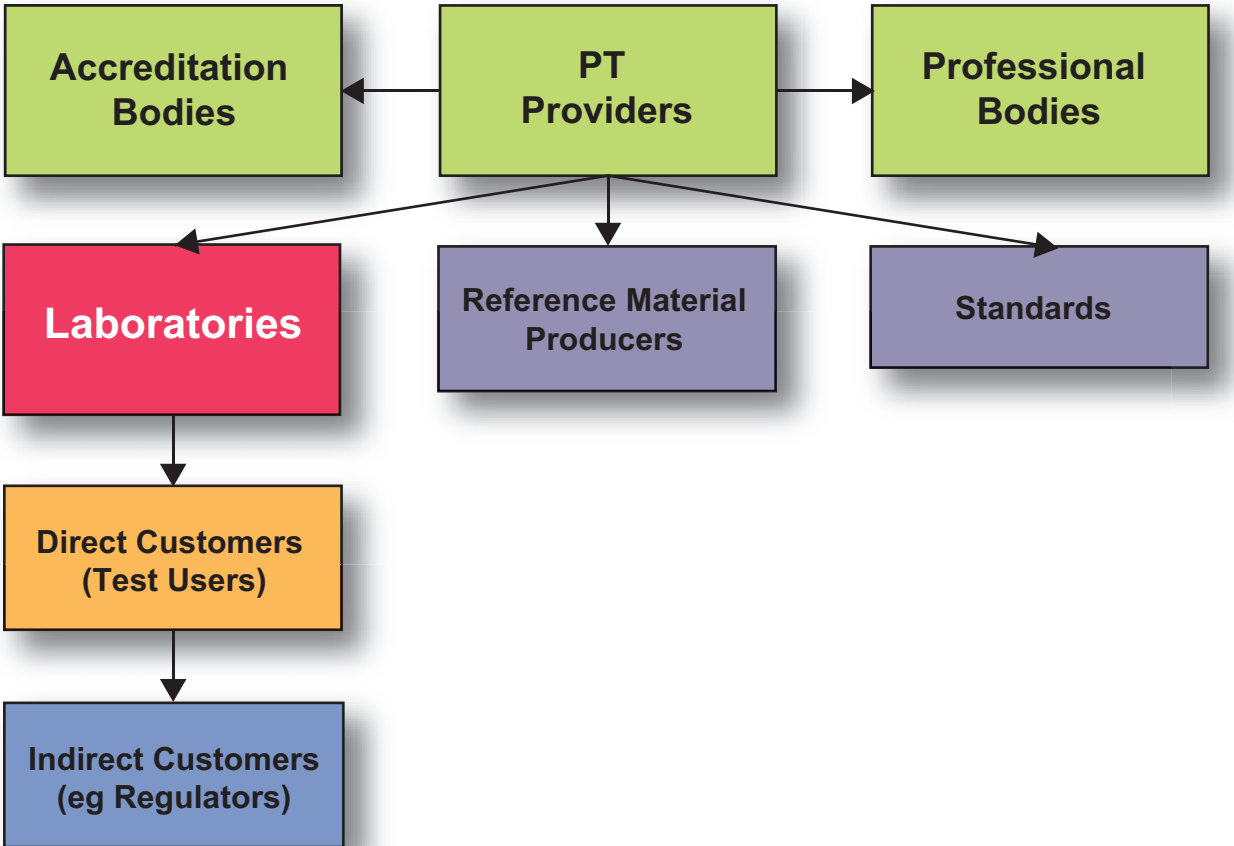 Accreditation
Bodies
PT
Providers
Professional
Bodies
Laboratories
Reference Material
Producers
Standards
Direct Customers
(Test Users)
Indirect Customers
(eg Regulators)